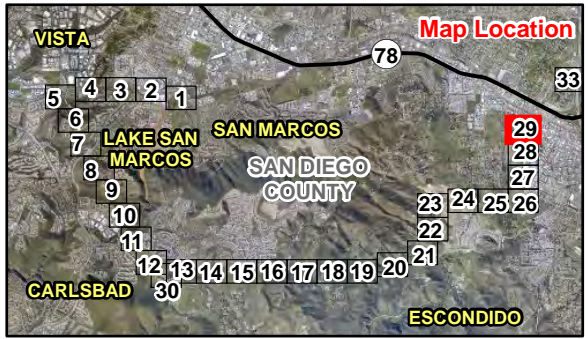 Map Location
VISTA
78
33
4 3 2
5 1
6 29
LAKE SAN
MARCOS
SAN MARCOS
7 28
8
SAN DIEGO
COUNTY
27
9
23 24 25 26
10
22
11
21
12 13 14 15 16 17 18 19 20
30
CARLSBAD
ESCONDIDO